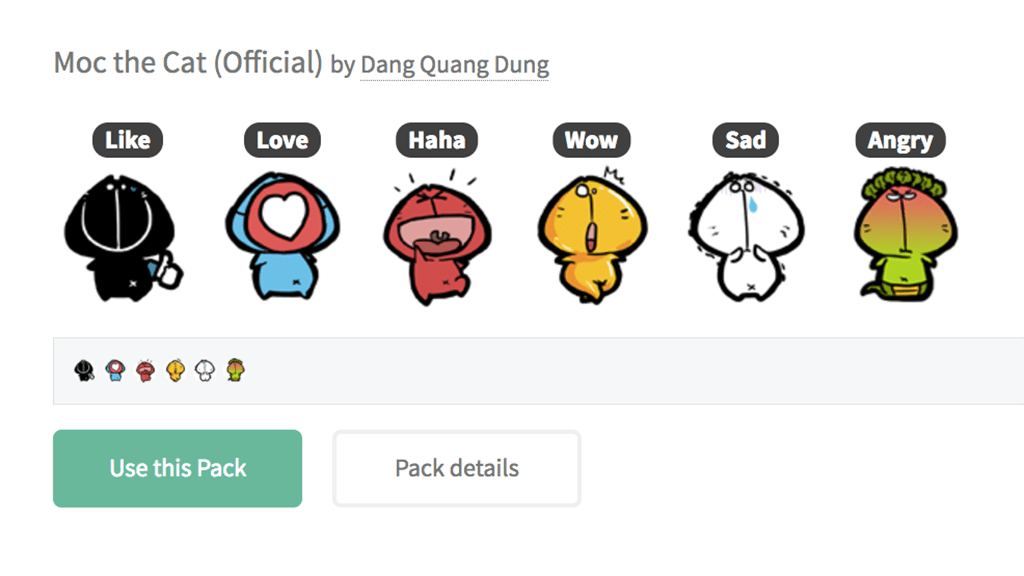 Moc the Cat (Official) by Dang Quang Dung
Like Love Haha Wow Sad Angry
Use this Pack Pack details